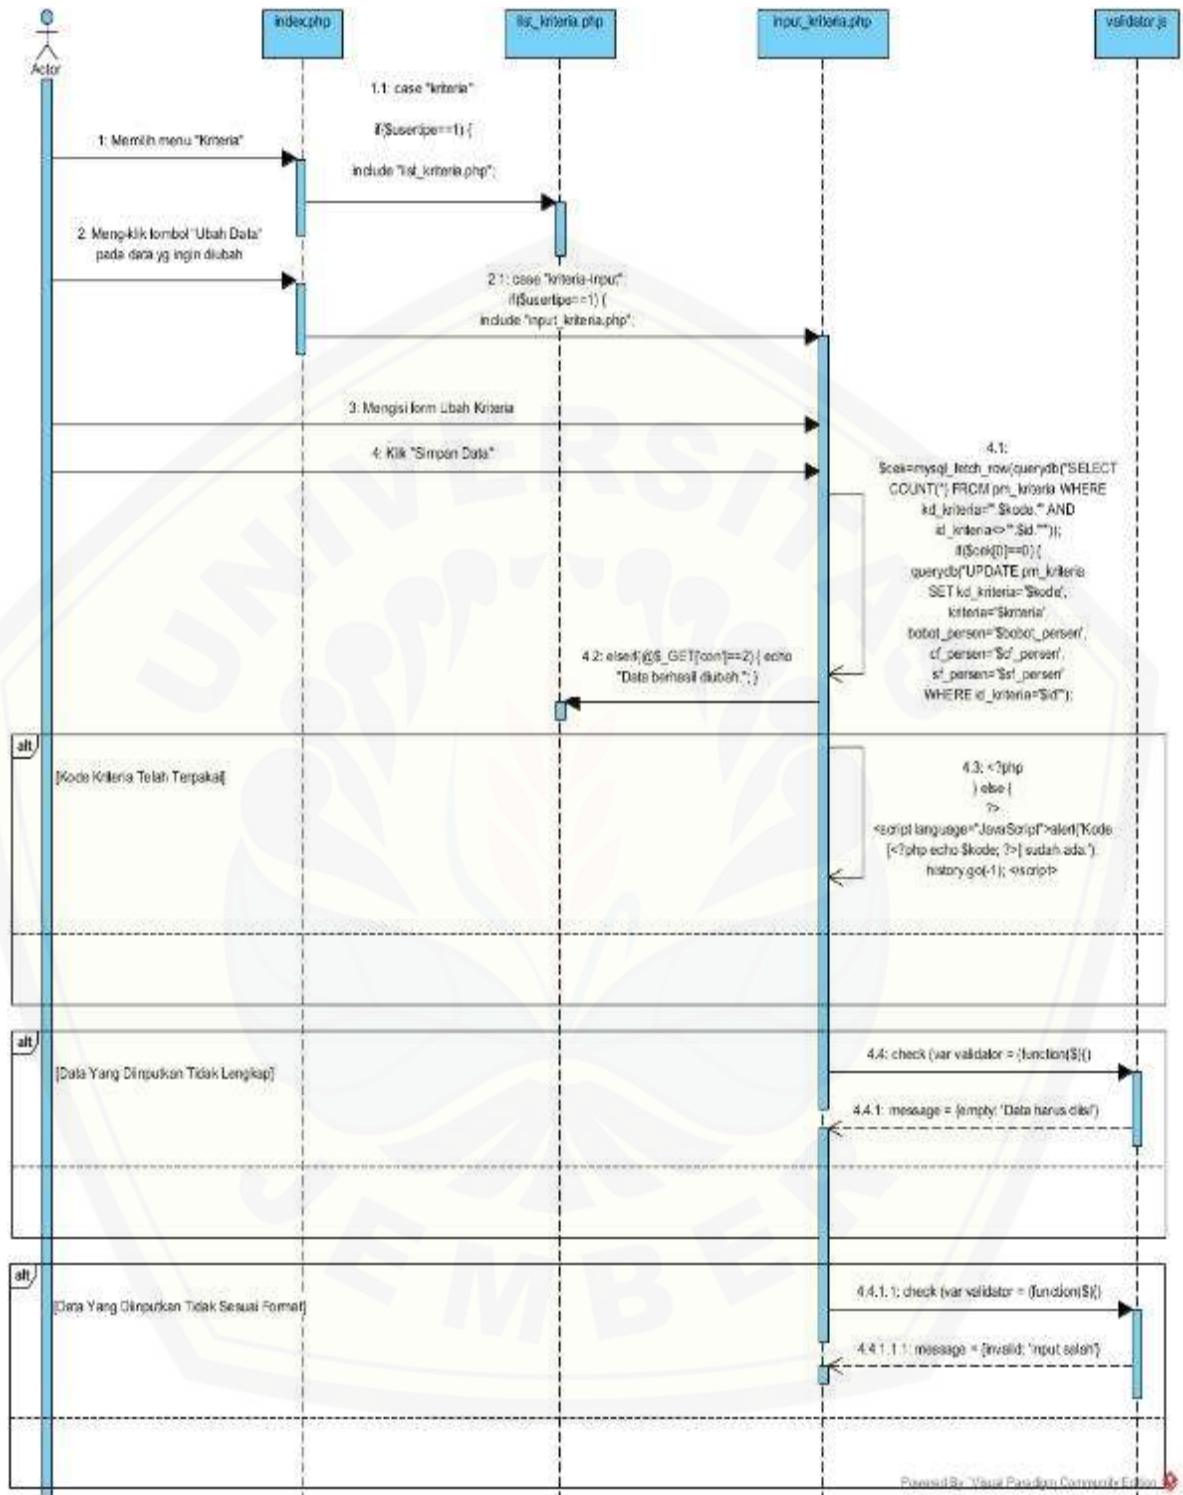 index.php
list_kriteria.php
input_kriteria.php
validator.js
Actor
1.1: case "kriteria"
if($usertipe==1) {
include "list_kriteria.php";
1: Memilih menu "Kriteria"
2: Meng-klik tombol "Ubah Data"
pada data yg ingin diubah
2.1: case "kriteria-input":
if($usertipe==1) {
include "input_kriteria.php";
3: Mengisi form Ubah Kriteria
4: Klik "Simpan Data"
4.1:
$cek=mysql_fetch_row(querydb("SELECT
COUNT(*) FROM pm_kriteria WHERE
kd_kriteria='".$kode."' AND
id_kriteria<>'".$id."'"));
if($cek[0]==0) {
querydb("UPDATE pm_kriteria
SET kd_kriteria='$kode',
kriteria='$kriteria',
bobot_persen='$bobot_persen',
cf_persen='$cf_persen',
sf_persen='$sf_persen'
WHERE id_kriteria='$id'");
4.2: elseif(@$_GET['con']==2) { echo
"Data berhasil diubah."; }
alt
[Kode Kriteria Telah Terpakai]
4.3: <?php
} else {
?>
<script language="JavaScript">alert('Kode
[<?php echo $kode; ?>] sudah ada.');
history.go(-1); </script>
alt
[Data Yang Diinputkan Tidak Lengkap]
4.4: check (var validator = (function($){)
4.4.1: message = {empty: 'Data harus diisi'}
alt
[Data Yang Diinputkan Tidak Sesuai Format]
4.4.1.1: check (var validator = (function($){)
4.4.1.1.1: message = {invalid: 'Input salah'}
UNIVERSITAS
JEMBER
Powered By Visual Paradigm Community Edition